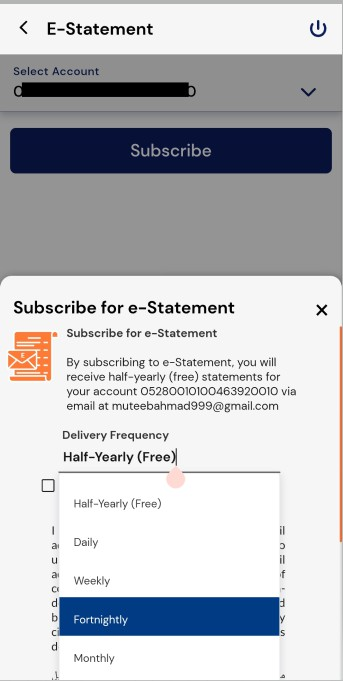 E-Statement
Select Account
Subscribe
Subscribe for e-Statement
Subscribe for e-Statement
By subscribing to e-Statement, you will
receive half-yearly (free) statements for
your account 05280010100463920010 via
email at muteebahmad999@gmail.com
Delivery Frequency
Half-Yearly (Free)
Half-Yearly (Free)
Daily
Weekly
Fortnightly
Monthly